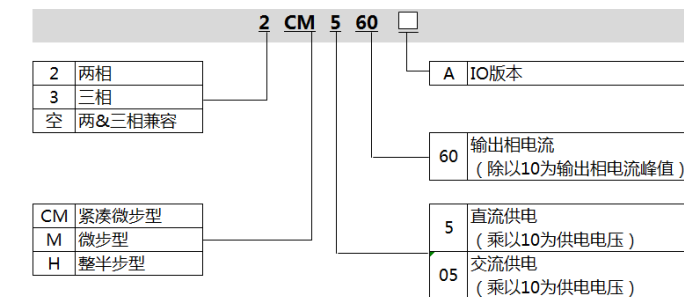 2 CM 5 60 □
2 两相
3 三相
空 两&三相兼容
A IO版本
60 输出相电流
（除以10为输出相电流峰值）
CM 紧凑微步型
M 微步型
H 整半步型
5 直流供电
（乘以10为供电电压）
05 交流供电
（乘以10为供电电压）